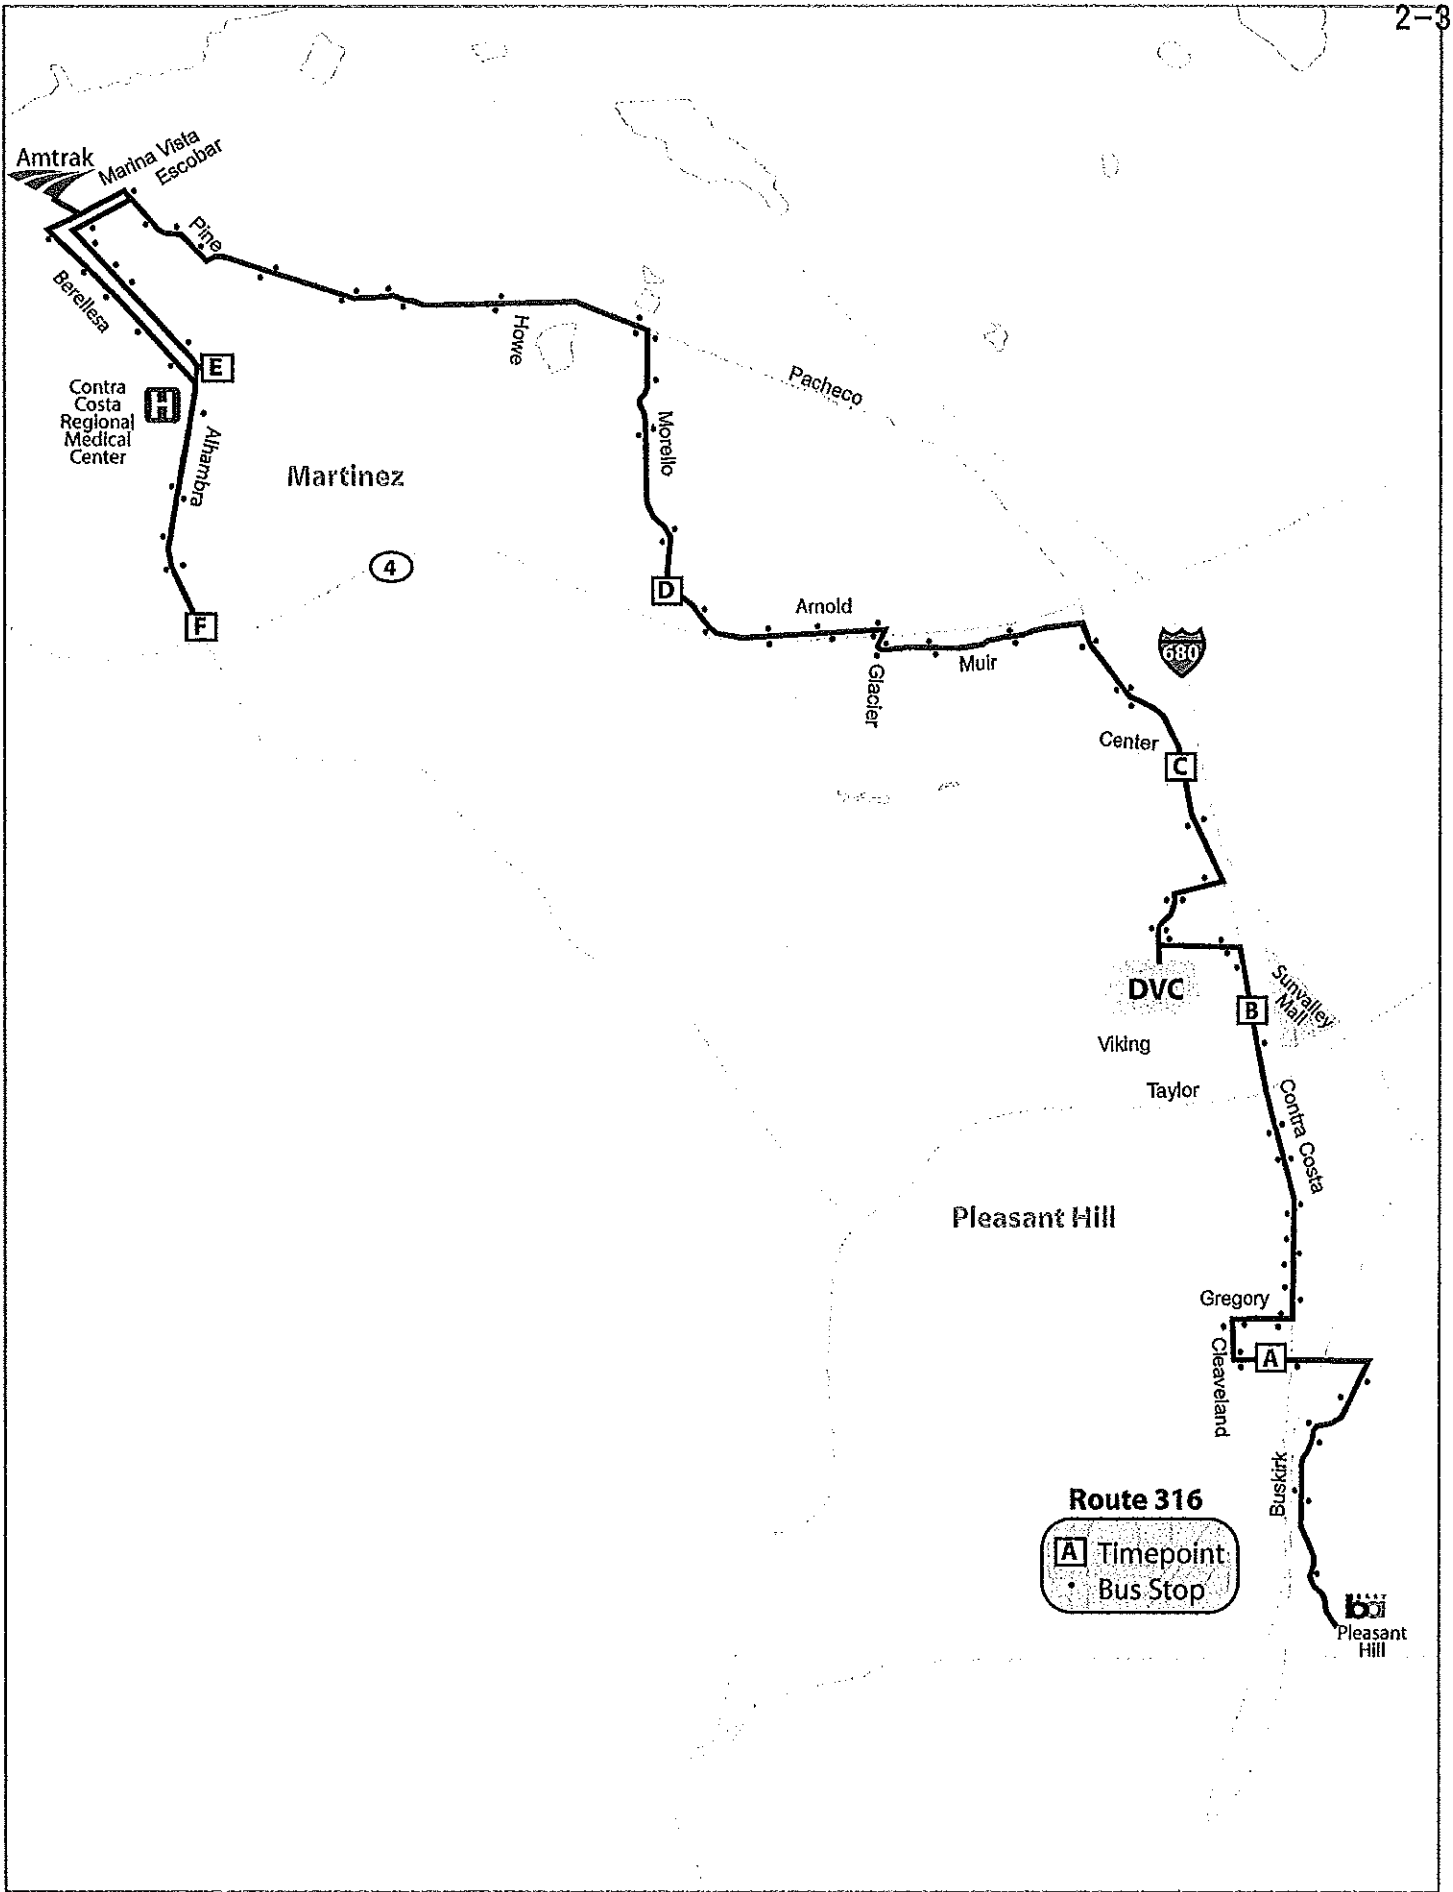 2-3
Amtrak
Marina Vista
Escobar
Pine
Berellesa
Howe
E
Pacheco
Contra
Costa
Regional
Medical
Center
H
Alhambra
Morello
Martinez
4
D
F
Arnold
680
Muir
Glacier
Center
C
DVC
Sunvalley
Mall
B
Viking
Taylor
Contra Costa
Pleasant Hill
Gregory
Cleaveland
A
Buskirk
Route 316
A Timepoint
Bus Stop
Pleasant
Hill